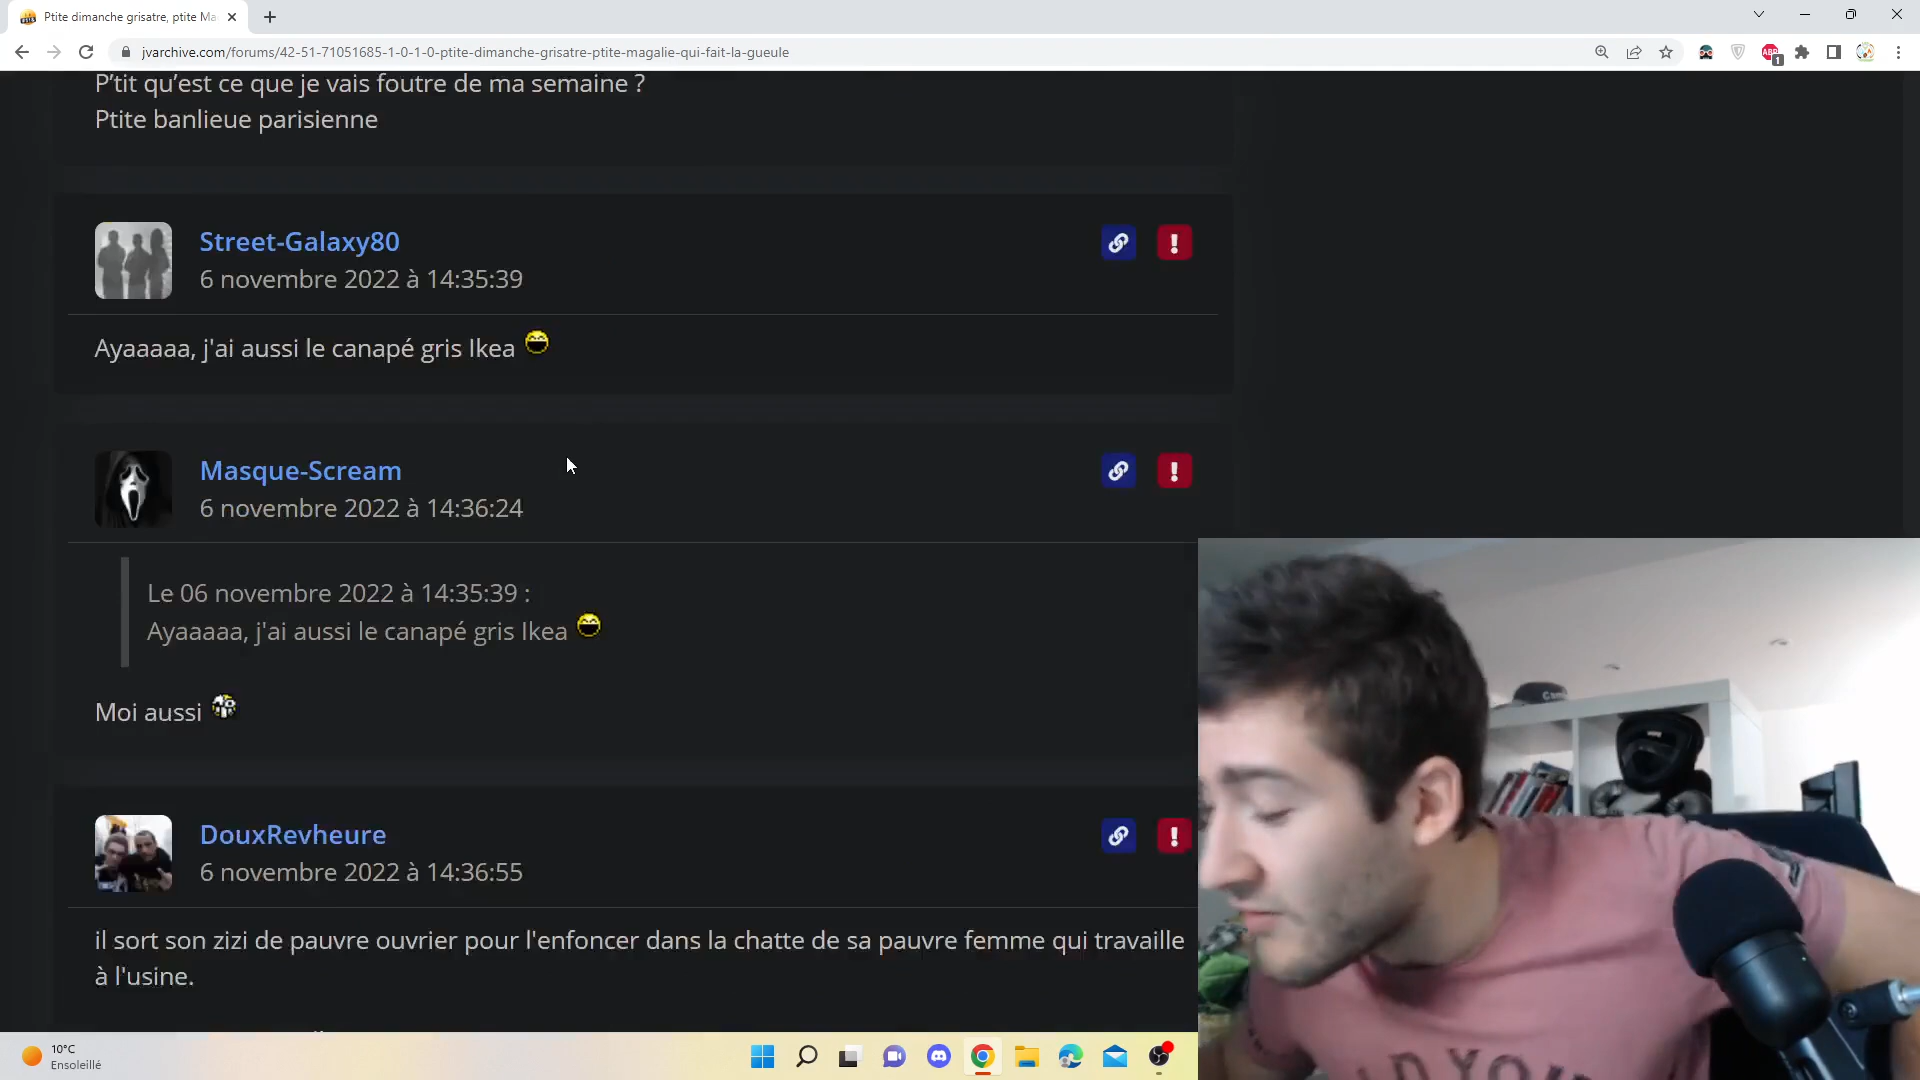 Ptite dimanche grisatre, ptite Ma
jvarchive.com/forums/42-51-71051685-1-0-1-0-ptite-dimanche-grisatre-ptite-magalie-qui-fait-la-gueule
ABP
1
P'tit qu'est ce que je vais foutre de ma semaine ?
Ptite banlieue parisienne
Street-Galaxy80
6 novembre 2022 à 14:35:39
Ayaaaaa, j'ai aussi le canapé gris Ikea
Masque-Scream
6 novembre 2022 à 14:36:24
Le 06 novembre 2022 à 14:35:39 :
Ayaaaaa, j'ai aussi le canapé gris Ikea
Moi aussi
DouxRevheure
6 novembre 2022 à 14:36:55
il sort son zizi de pauvre ouvrier pour l'enfoncer dans la chatte de sa pauvre femme qui travaille
à l'usine.
10°C
Ensoleillé